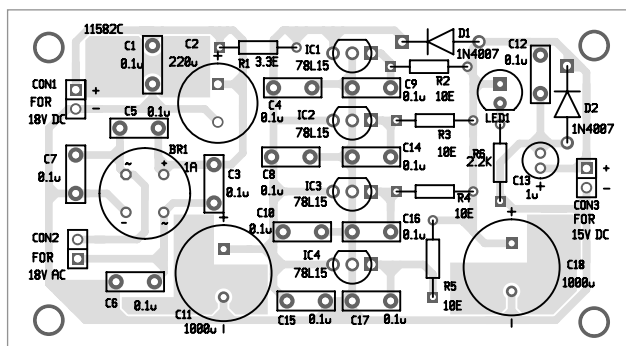 11582C
C1
0.1u
C2
220u
R1 3.3E
IC1
78L15
D1
1N4007
C12
0.1u
CON1
FOR
18V DC
+
−
C5 0.1u
C4
0.1u
C9
0.1u
R2
10E
LED1
D2
1N4007
IC2
78L15
R3
10E
C7
0.1u
BR1
1A
~
+
−
~
C3
0.1u
C8
0.1u
C14
0.1u
R6
2.2K
C13
1u
+
+
−
CON3
FOR
15V DC
IC3
78L15
R4
10E
CON2
FOR
18V AC
C10
0.1u
C16
0.1u
IC4
78L15
R5
10E
C6
0.1u
+
C11
1000u
−
C15
0.1u
C17
0.1u
+
C18
1000u
−